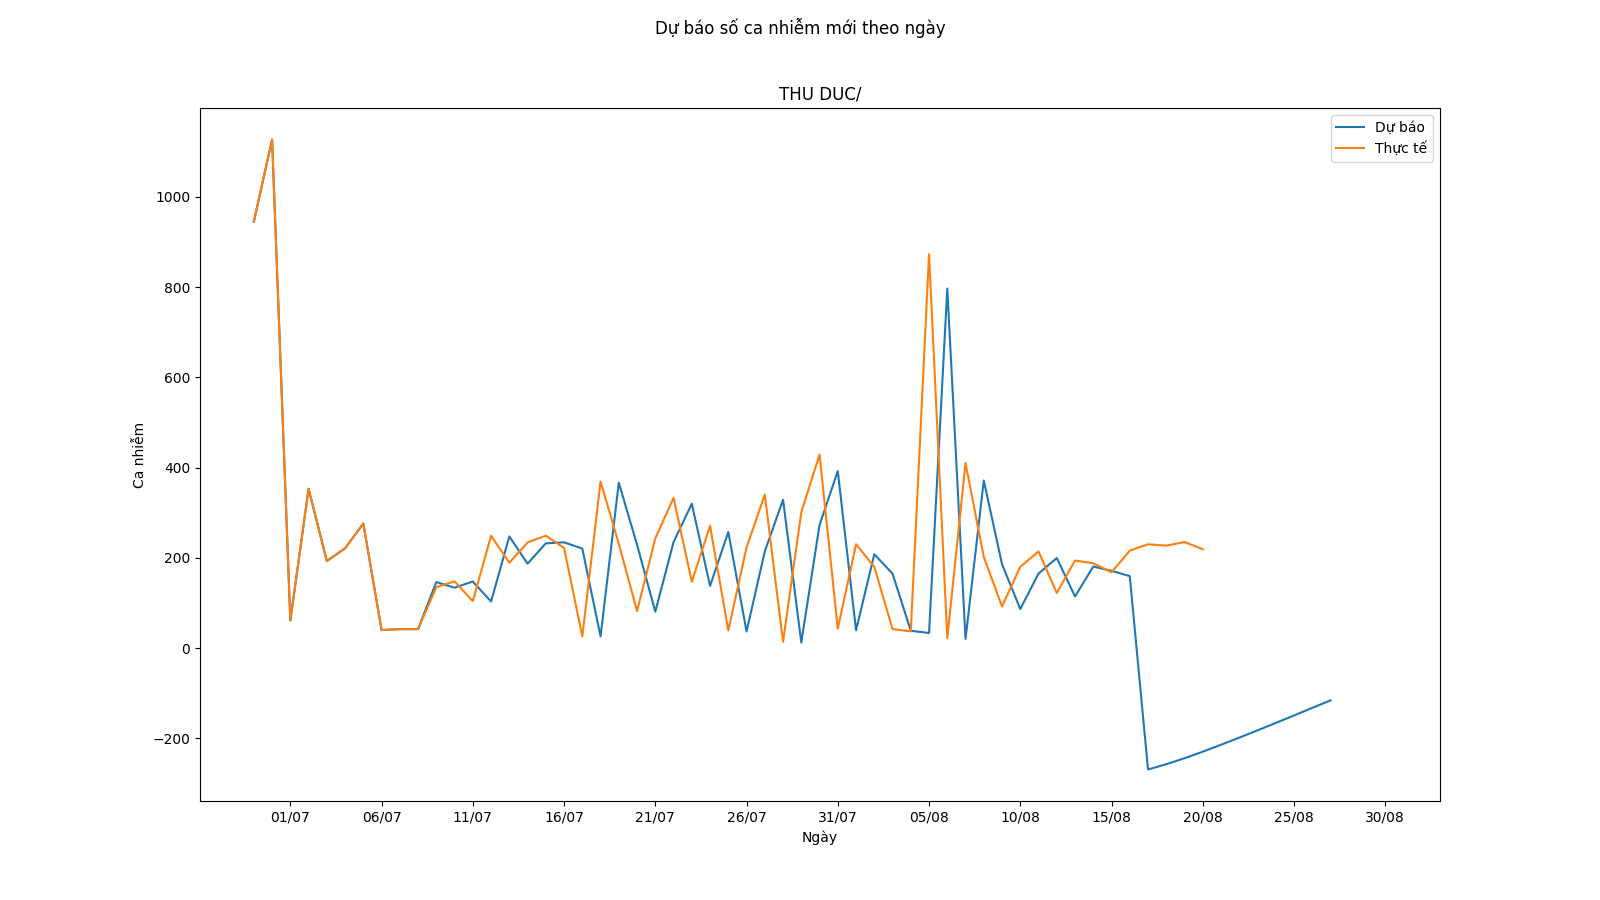 Dự báo số ca nhiễm mới theo ngày
THU DUC/
Dự báo
Thực tế
Ca nhiễm
1000
800
600
400
200
0
−200
01/07 06/07 11/07 16/07 21/07 26/07 31/07 05/08 10/08 15/08 20/08 25/08 30/08
Ngày